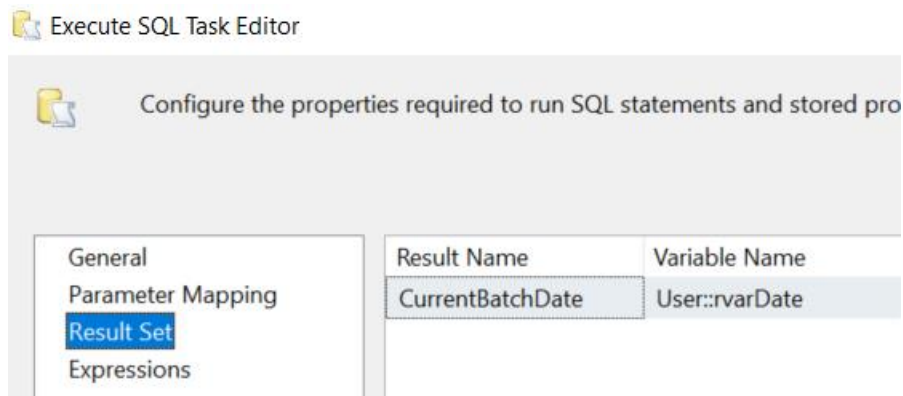 Execute SQL Task Editor
Configure the properties required to run SQL statements and stored pro
General
Parameter Mapping
Result Set
Expressions
Result Name Variable Name
CurrentBatchDate User::rvarDate